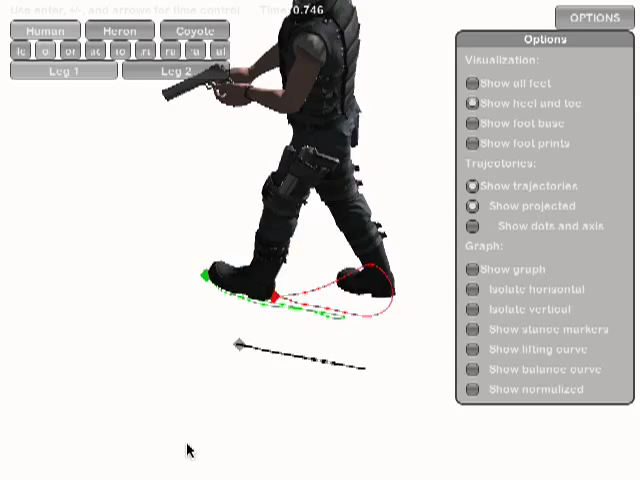 Use enter, +/-, and arrows for time control Time: 0.746
OPTIONS
Human Heron Coyote
Leg 1 Leg 2
Options
Visualization:
Show all feet
Show heel and toe
Show foot base
Show foot prints
Trajectories:
Show trajectories
Show projected
Show dots and axis
Graph:
Show graph
Isolate horizontal
Isolate vertical
Show stance markers
Show lifting curve
Show balance curve
Show normalized